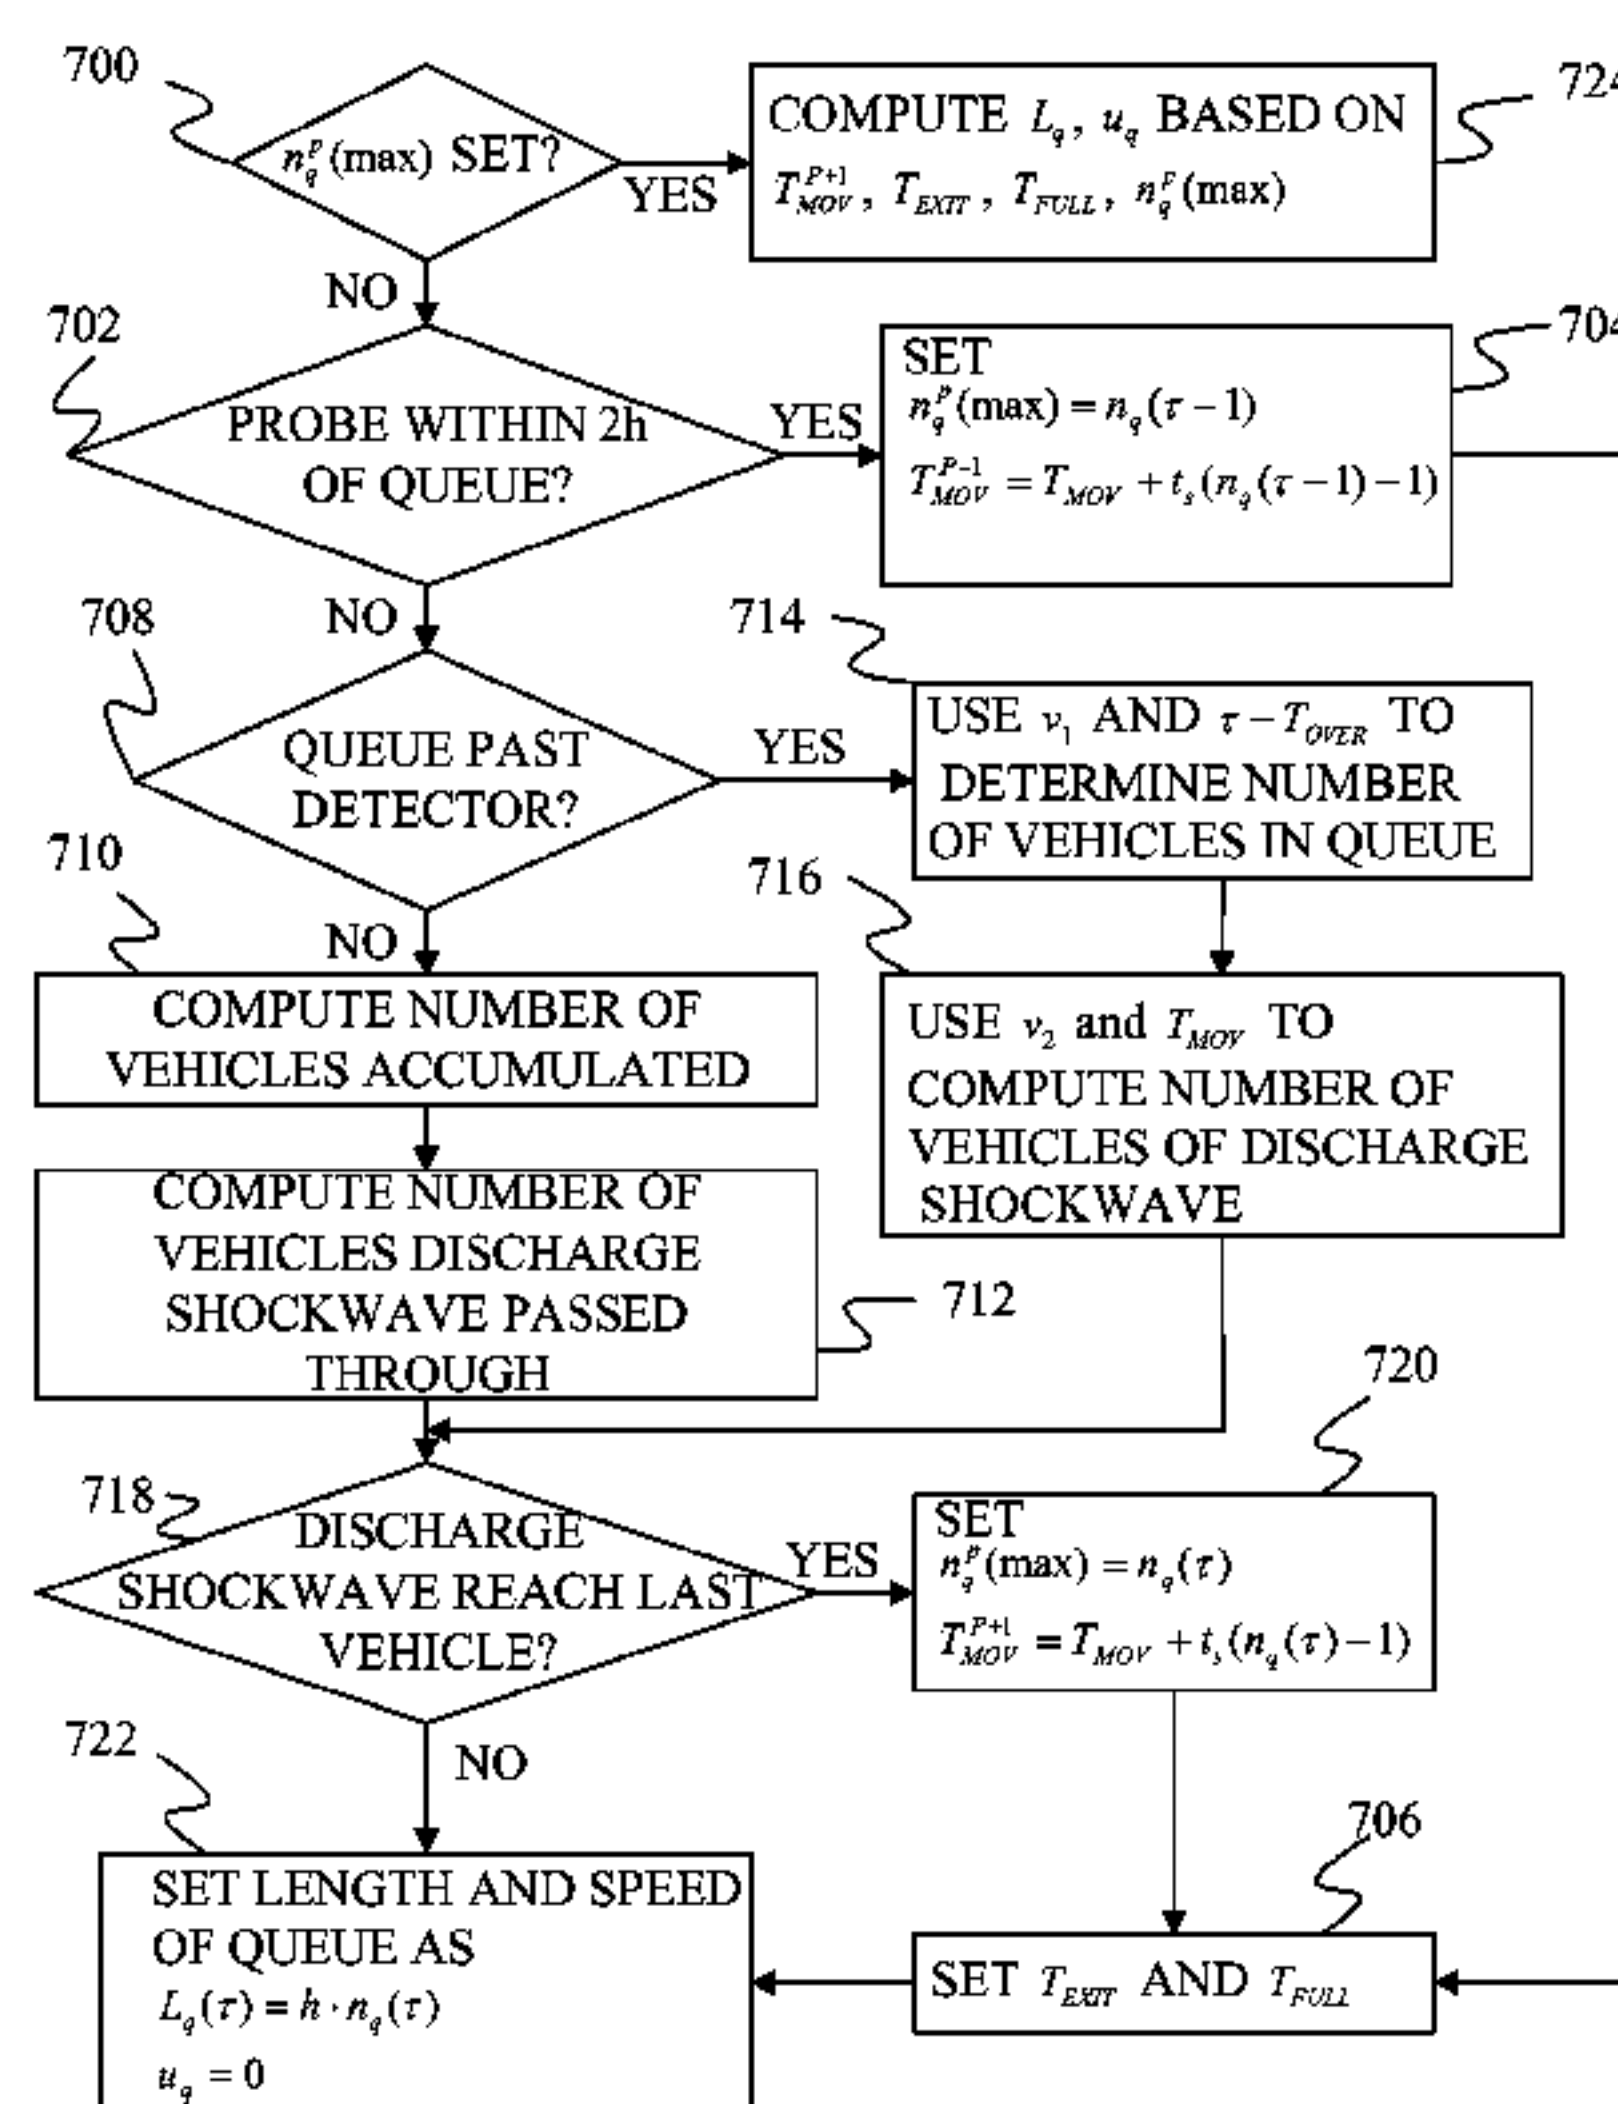 700
n_q^p(max) SET?
YES
NO
COMPUTE L_q, u_q BASED ON
T_MOV^P+1, T_EXIT, T_FULL, n_q^p(max)
724
702
PROBE WITHIN 2h
OF QUEUE?
YES
NO
SET
n_q^p(max) = n_q(τ − 1)
T_MOV^P−1 = T_MOV + t_s(n_q(τ − 1) − 1)
704
708
QUEUE PAST
DETECTOR?
YES
NO
714
USE v_1 AND τ − T_OVER TO
DETERMINE NUMBER
OF VEHICLES IN QUEUE
710
COMPUTE NUMBER OF
VEHICLES ACCUMULATED
716
USE v_2 and T_MOV TO
COMPUTE NUMBER OF
VEHICLES OF DISCHARGE
SHOCKWAVE
COMPUTE NUMBER OF
VEHICLES DISCHARGE
SHOCKWAVE PASSED
THROUGH
712
718
DISCHARGE
SHOCKWAVE REACH LAST
VEHICLE?
YES
NO
720
SET
n_q^p(max) = n_q(τ)
T_MOV^P+1 = T_MOV + t_s(n_q(τ) − 1)
722
SET LENGTH AND SPEED
OF QUEUE AS
L_q(τ) = h · n_q(τ)
u_q = 0
706
SET T_EXIT AND T_FULL